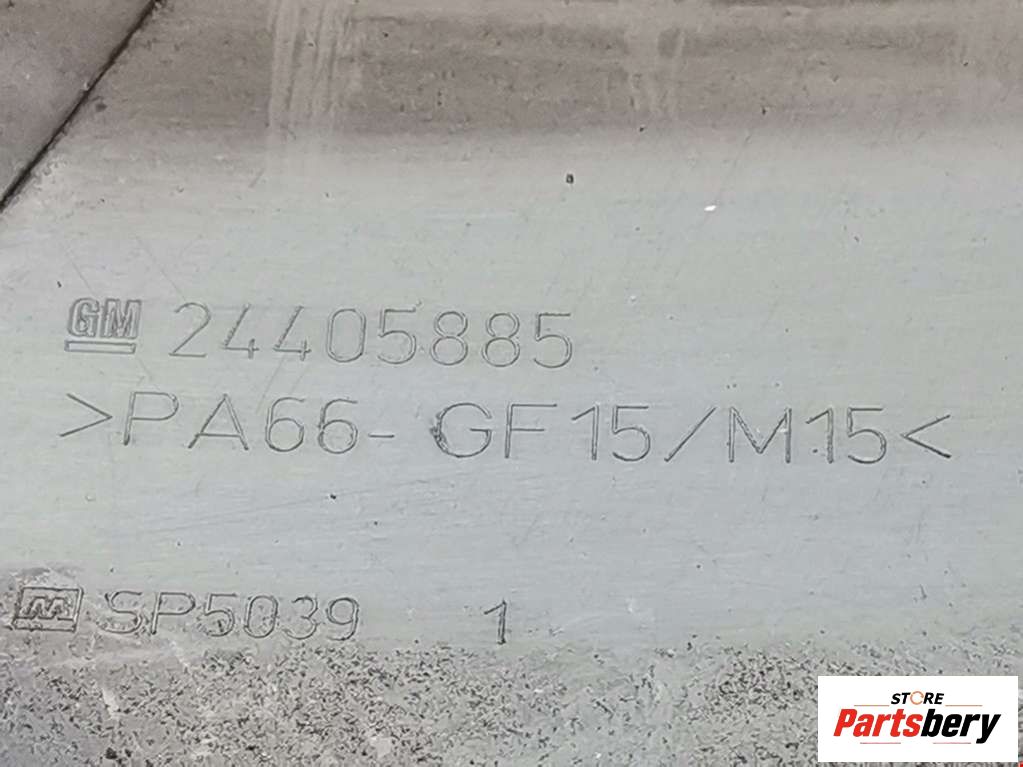 GM 24405885
>PA66-GF15/M15<
SP5039 1
STORE
Partsbery